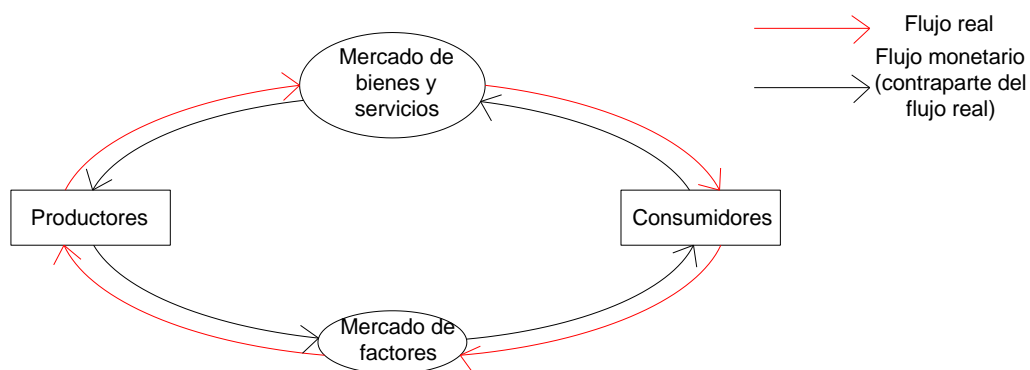 Flujo real
Flujo monetario
(contraparte del
flujo real)
Mercado de
bienes y
servicios
Productores
Consumidores
Mercado de
factores